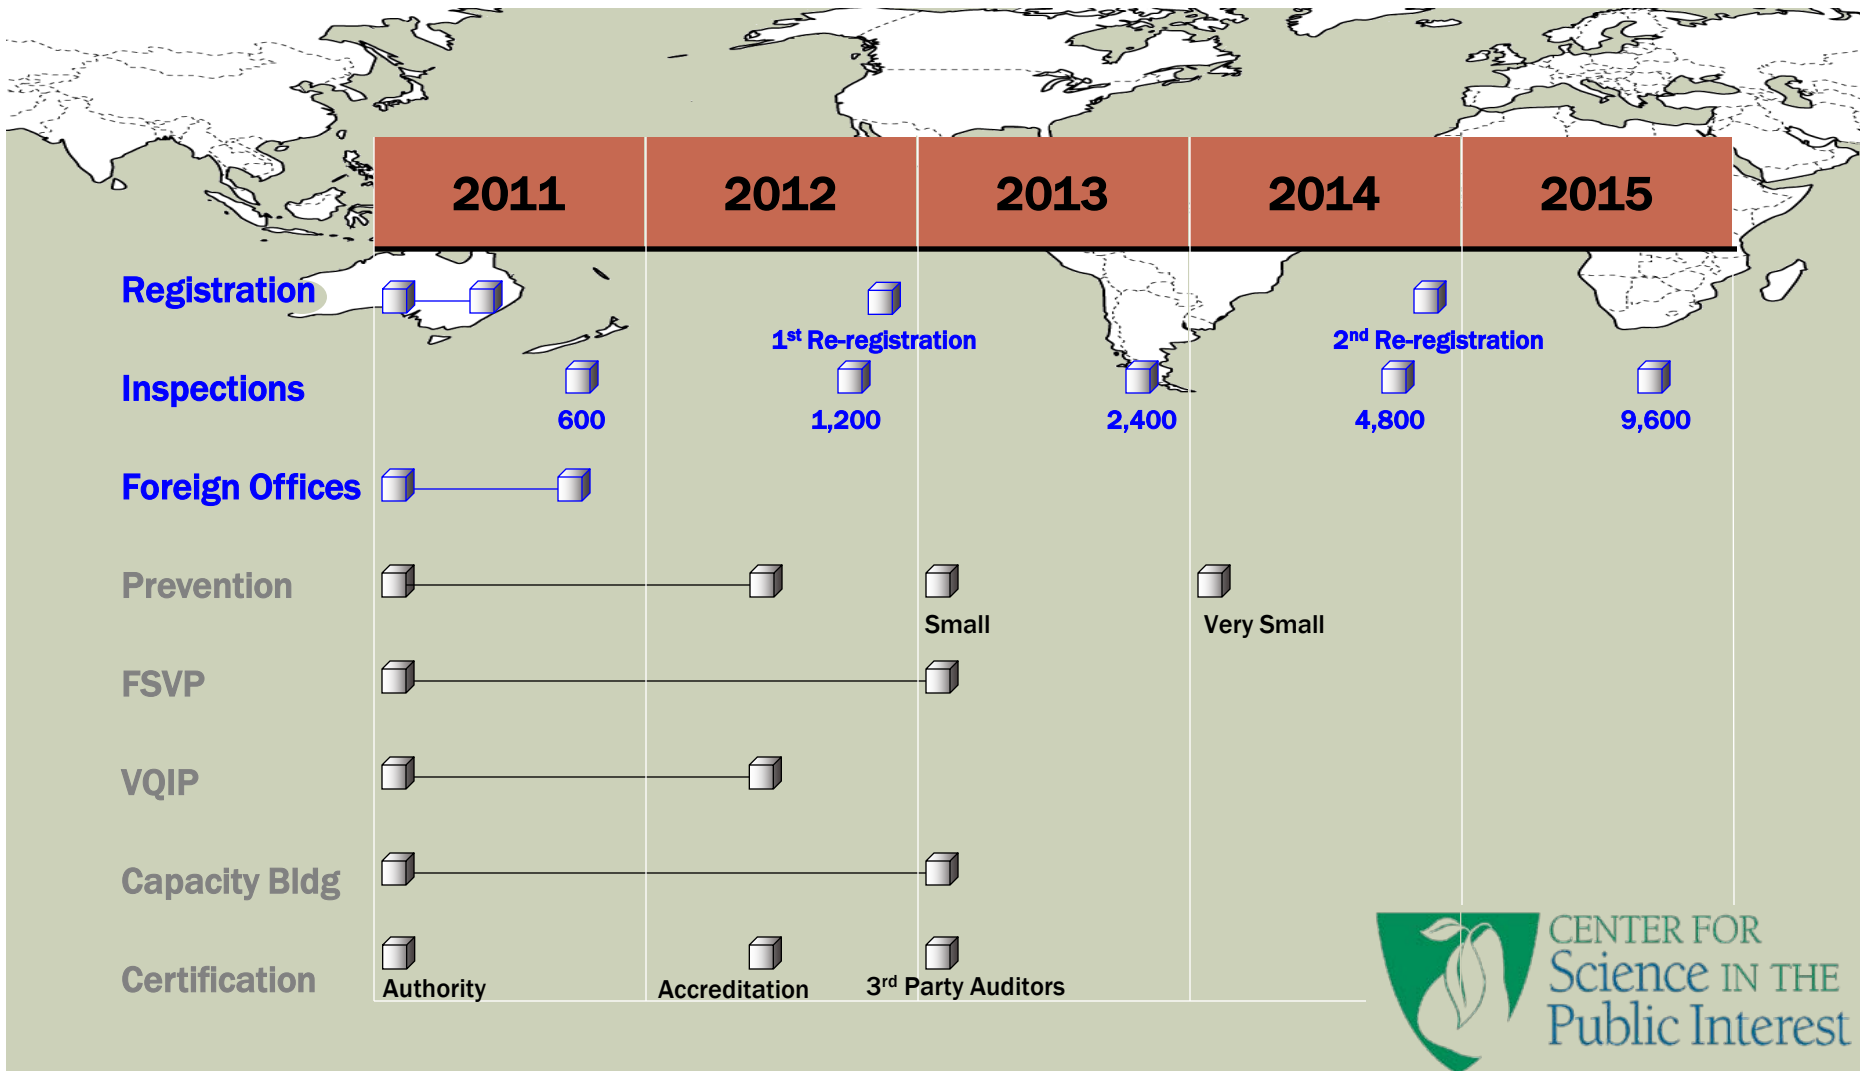 2011 2012 2013 2014 2015
Registration
1st Re-registration 2nd Re-registration
Inspections
600 1,200 2,400 4,800 9,600
Foreign Offices
Prevention
Small Very Small
FSVP
VQIP
Capacity Bldg
Certification
Authority Accreditation 3rd Party Auditors
CENTER FOR
Science IN THE
Public Interest